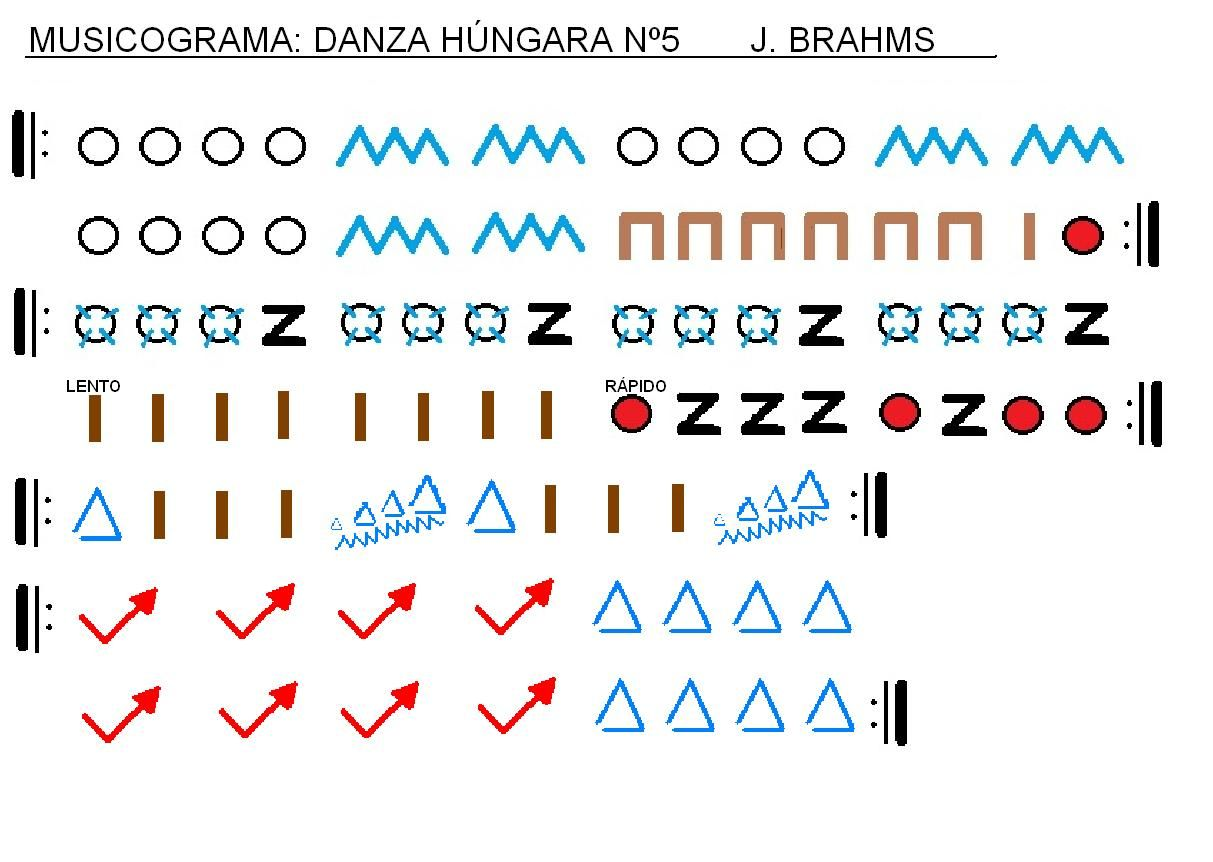 MUSICOGRAMA: DANZA HÚNGARA Nº5 J. BRAHMS
Z Z Z Z
LENTO RÁPIDO
Z Z Z Z